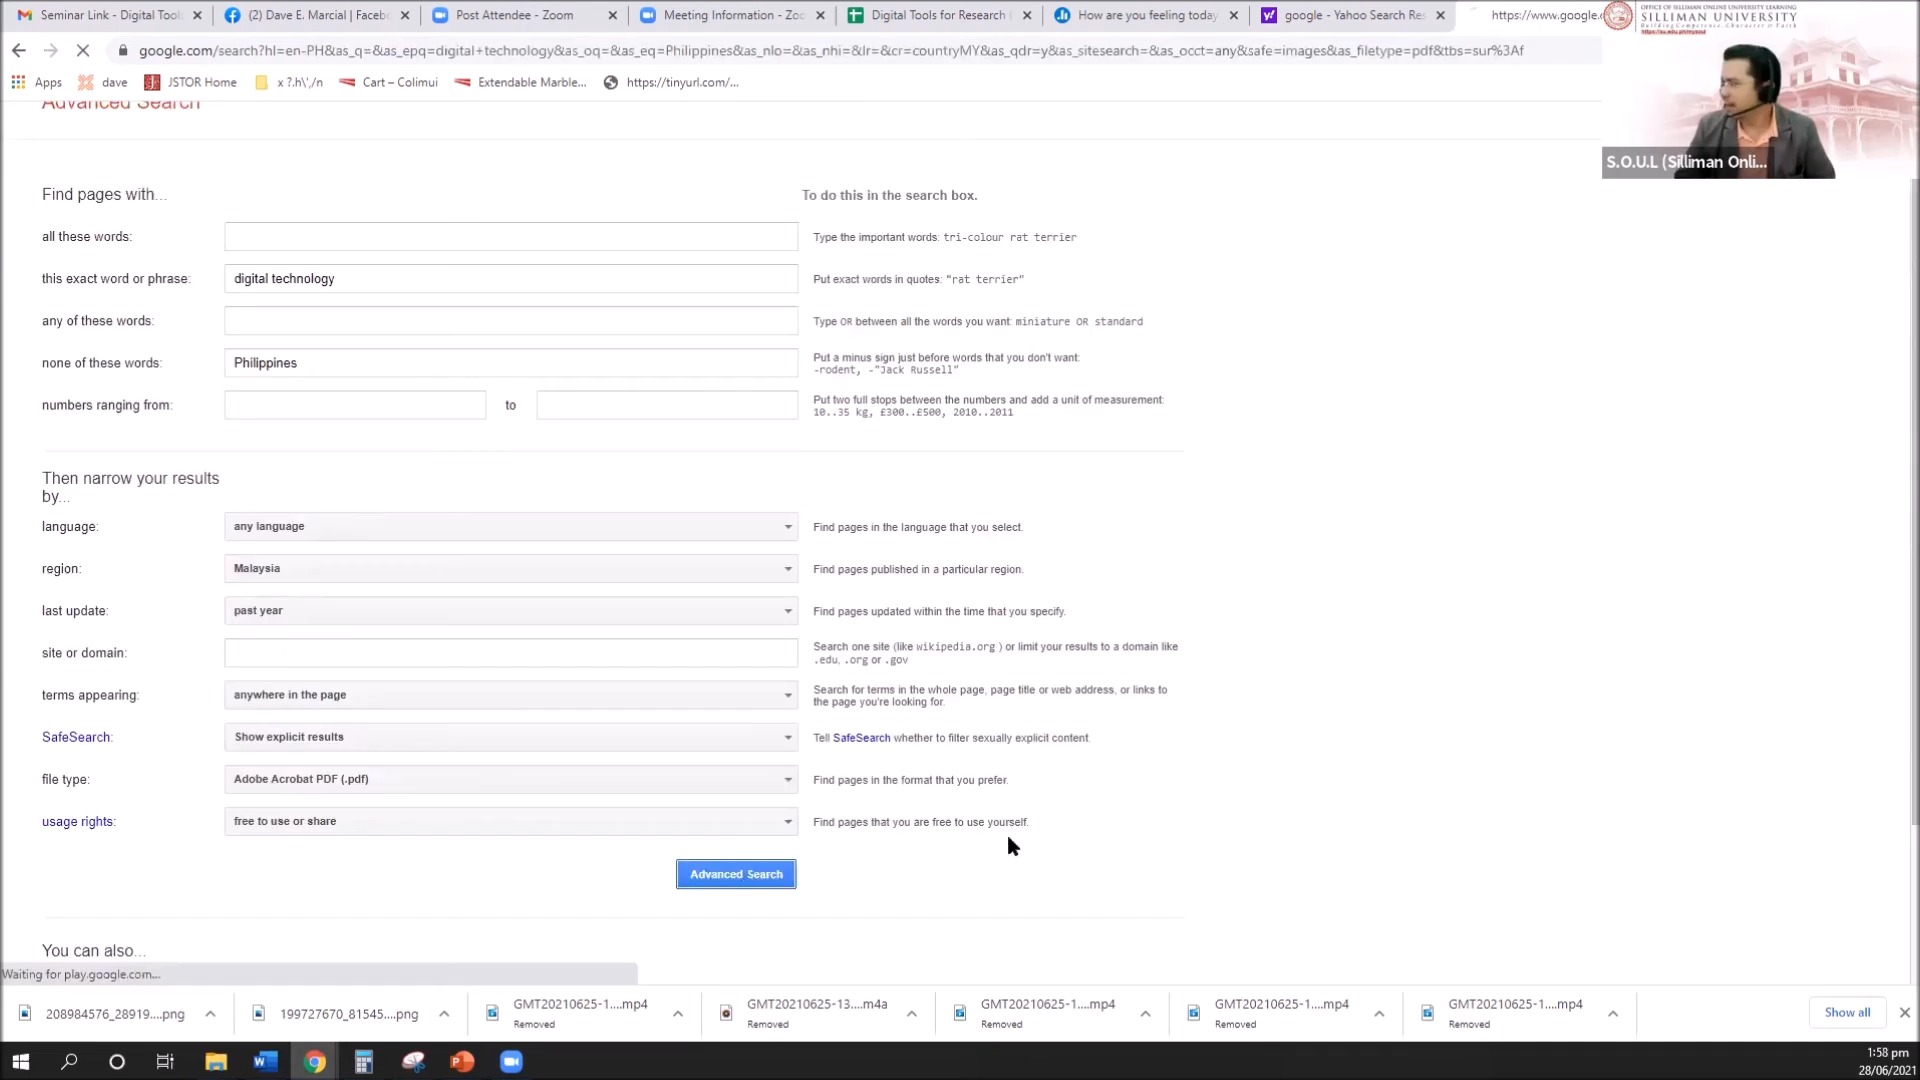 Seminar Link - Digital Tool
(2) Dave E. Marcial | Faceb
Post Attendee - Zoom
Meeting Information - Zoo
Digital Tools for Research
How are you feeling today
google - Yahoo Search Res
https://www.google.c
OFFICE OF SILLIMAN ONLINE UNIVERSITY LEARNING
SILLIMAN UNIVERSITY
Building Competence, Character & Faith
google.com/search?hl=en-PH&as_q=&as_epq=digital+technology&as_oq=&as_eq=Philippines&as_nlo=&as_nhi=&lr=&cr=countryMY&as_qdr=y&as_sitesearch=&as_occt=any&safe=images&as_filetype=pdf&tbs=sur%3Af
Apps
dave
JSTOR Home
x ?.h\',/n
Cart – Colimui
Extendable Marble...
https://tinyurl.com/...
Advanced Search
S.O.U.L (Silliman Onli...
Find pages with...
To do this in the search box.
all these words:
Type the important words: tri-colour rat terrier
this exact word or phrase:
digital technology
Put exact words in quotes: "rat terrier"
any of these words:
Type OR between all the words you want: miniature OR standard
none of these words:
Philippines
Put a minus sign just before words that you don't want:
-rodent, -"Jack Russell"
numbers ranging from:
to
Put two full stops between the numbers and add a unit of measurement:
10..35 kg, £300..£500, 2010..2011
Then narrow your results
by...
language:
any language
Find pages in the language that you select.
region:
Malaysia
Find pages published in a particular region.
last update:
past year
Find pages updated within the time that you specify.
site or domain:
Search one site (like wikipedia.org ) or limit your results to a domain like
.edu, .org or .gov
terms appearing:
anywhere in the page
Search for terms in the whole page, page title or web address, or links to
the page you're looking for.
SafeSearch:
Show explicit results
Tell SafeSearch whether to filter sexually explicit content.
file type:
Adobe Acrobat PDF (.pdf)
Find pages in the format that you prefer.
usage rights:
free to use or share
Find pages that you are free to use yourself.
Advanced Search
You can also...
Waiting for play.google.com...
208984576_28919....png
199727670_81545....png
GMT20210625-1....mp4
Removed
GMT20210625-13....m4a
Removed
GMT20210625-1....mp4
Removed
GMT20210625-1....mp4
Removed
GMT20210625-1....mp4
Removed
Show all
1:58 pm
28/06/2021